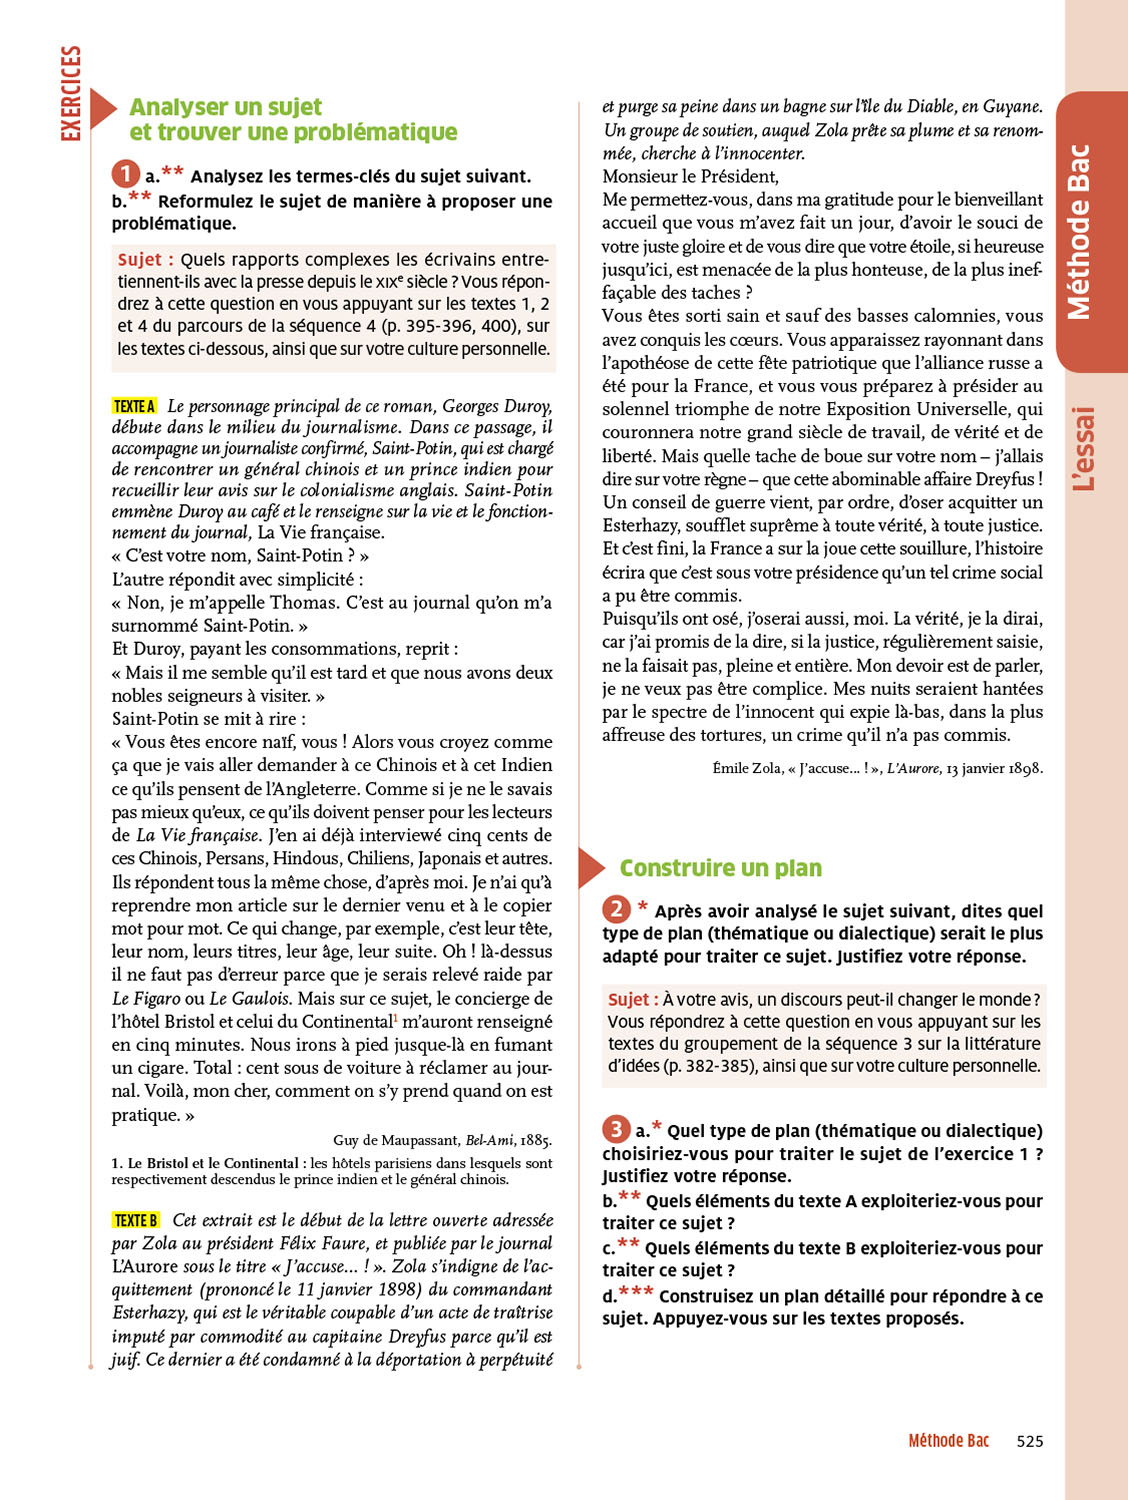 EXERCICES
Analyser un sujet
et trouver une problématique
1 a.** Analysez les termes-clés du sujet suivant.
b.** Reformulez le sujet de manière à proposer une
problématique.
Sujet : Quels rapports complexes les écrivains entre-
tiennent-ils avec la presse depuis le XIXe siècle ? Vous répon-
drez à cette question en vous appuyant sur les textes 1, 2
et 4 du parcours de la séquence 4 (p. 395-396, 400), sur
les textes ci-dessous, ainsi que sur votre culture personnelle.
TEXTE A Le personnage principal de ce roman, Georges Duroy,
débute dans le milieu du journalisme. Dans ce passage, il
accompagne un journaliste confirmé, Saint-Potin, qui est chargé
de rencontrer un général chinois et un prince indien pour
recueillir leur avis sur le colonialisme anglais. Saint-Potin
emmène Duroy au café et le renseigne sur la vie et le fonction-
nement du journal, La Vie française.
« C'est votre nom, Saint-Potin ? »
L'autre répondit avec simplicité :
« Non, je m'appelle Thomas. C'est au journal qu'on m'a
surnommé Saint-Potin. »
Et Duroy, payant les consommations, reprit :
« Mais il me semble qu'il est tard et que nous avons deux
nobles seigneurs à visiter. »
Saint-Potin se mit à rire :
« Vous êtes encore naïf, vous ! Alors vous croyez comme
ça que je vais aller demander à ce Chinois et à cet Indien
ce qu'ils pensent de l'Angleterre. Comme si je ne le savais
pas mieux qu'eux, ce qu'ils doivent penser pour les lecteurs
de La Vie française. J'en ai déjà interviewé cinq cents de
ces Chinois, Persans, Hindous, Chiliens, Japonais et autres.
Ils répondent tous la même chose, d'après moi. Je n'ai qu'à
reprendre mon article sur le dernier venu et à le copier
mot pour mot. Ce qui change, par exemple, c'est leur tête,
leur nom, leurs titres, leur âge, leur suite. Oh ! là-dessus
il ne faut pas d'erreur parce que je serais relevé raide par
Le Figaro ou Le Gaulois. Mais sur ce sujet, le concierge de
l'hôtel Bristol et celui du Continental1 m'auront renseigné
en cinq minutes. Nous irons à pied jusque-là en fumant
un cigare. Total : cent sous de voiture à réclamer au jour-
nal. Voilà, mon cher, comment on s'y prend quand on est
pratique. »
Guy de Maupassant, Bel-Ami, 1885.
1. Le Bristol et le Continental : les hôtels parisiens dans lesquels sont
respectivement descendus le prince indien et le général chinois.
TEXTE B Cet extrait est le début de la lettre ouverte adressée
par Zola au président Félix Faure, et publiée par le journal
L'Aurore sous le titre « J'accuse... ! ». Zola s'indigne de l'ac-
quittement (prononcé le 11 janvier 1898) du commandant
Esterhazy, qui est le véritable coupable d'un acte de traîtrise
imputé par commodité au capitaine Dreyfus parce qu'il est
juif. Ce dernier a été condamné à la déportation à perpétuité
et purge sa peine dans un bagne sur l'île du Diable, en Guyane.
Un groupe de soutien, auquel Zola prête sa plume et sa renom-
mée, cherche à l'innocenter.
Monsieur le Président,
Me permettez-vous, dans ma gratitude pour le bienveillant
accueil que vous m'avez fait un jour, d'avoir le souci de
votre juste gloire et de vous dire que votre étoile, si heureuse
jusqu'ici, est menacée de la plus honteuse, de la plus inef-
façable des taches ?
Vous êtes sorti sain et sauf des basses calomnies, vous
avez conquis les cœurs. Vous apparaissez rayonnant dans
l'apothéose de cette fête patriotique que l'alliance russe a
été pour la France, et vous vous préparez à présider au
solennel triomphe de notre Exposition Universelle, qui
couronnera notre grand siècle de travail, de vérité et de
liberté. Mais quelle tache de boue sur votre nom – j'allais
dire sur votre règne – que cette abominable affaire Dreyfus !
Un conseil de guerre vient, par ordre, d'oser acquitter un
Esterhazy, soufflet suprême à toute vérité, à toute justice.
Et c'est fini, la France a sur la joue cette souillure, l'histoire
écrira que c'est sous votre présidence qu'un tel crime social
a pu être commis.
Puisqu'ils ont osé, j'oserai aussi, moi. La vérité, je la dirai,
car j'ai promis de la dire, si la justice, régulièrement saisie,
ne la faisait pas, pleine et entière. Mon devoir est de parler,
je ne veux pas être complice. Mes nuits seraient hantées
par le spectre de l'innocent qui expie là-bas, dans la plus
affreuse des tortures, un crime qu'il n'a pas commis.
Émile Zola, « J'accuse... ! », L'Aurore, 13 janvier 1898.
Construire un plan
2 * Après avoir analysé le sujet suivant, dites quel
type de plan (thématique ou dialectique) serait le plus
adapté pour traiter ce sujet. Justifiez votre réponse.
Sujet : À votre avis, un discours peut-il changer le monde ?
Vous répondrez à cette question en vous appuyant sur les
textes du groupement de la séquence 3 sur la littérature
d'idées (p. 382-385), ainsi que sur votre culture personnelle.
3 a.* Quel type de plan (thématique ou dialectique)
choisiriez-vous pour traiter le sujet de l'exercice 1 ?
Justifiez votre réponse.
b.** Quels éléments du texte A exploiteriez-vous pour
traiter ce sujet ?
c.** Quels éléments du texte B exploiteriez-vous pour
traiter ce sujet ?
d.*** Construisez un plan détaillé pour répondre à ce
sujet. Appuyez-vous sur les textes proposés.
Méthode Bac
L'essai
Méthode Bac 525